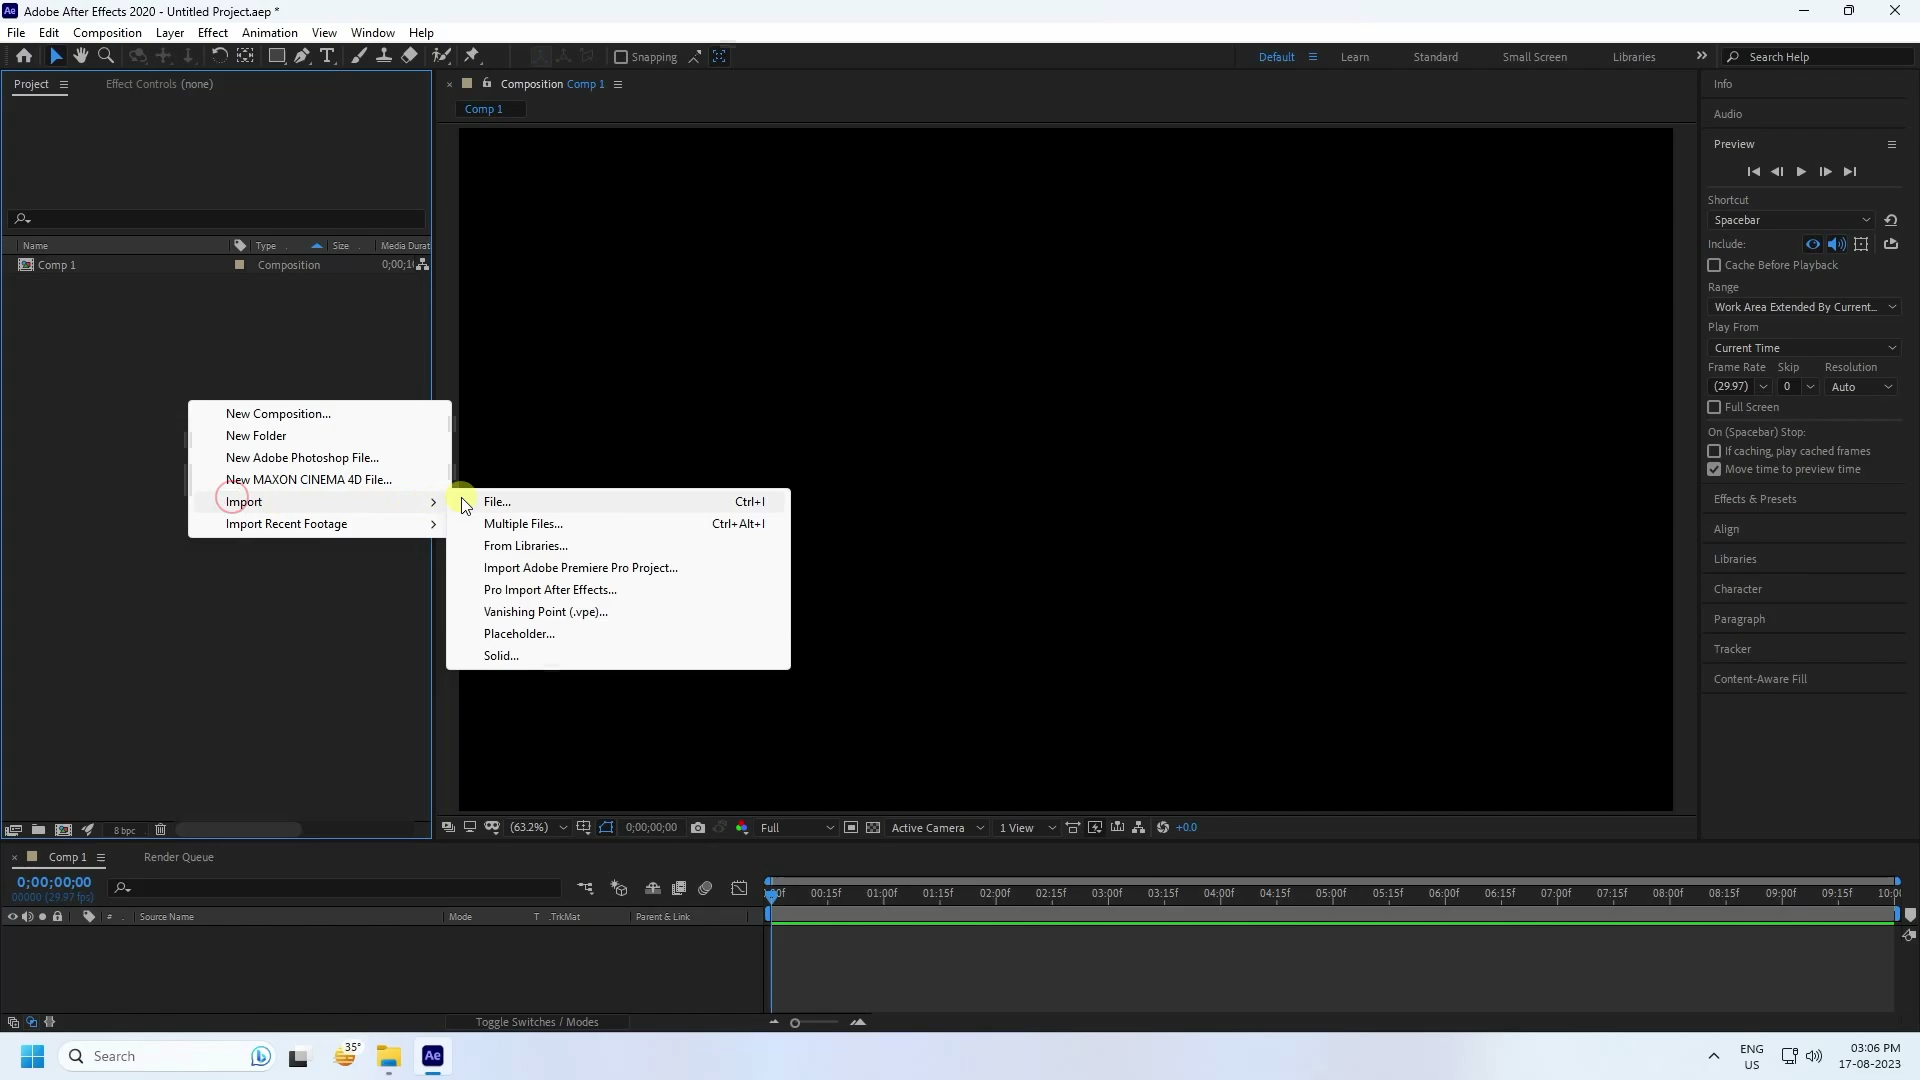 Adobe After Effects 2020 - Untitled Project.aep *
File Edit Composition Layer Effect Animation View Window Help
Snapping
Default Learn Standard Small Screen Libraries Search Help
Project
Effect Controls (none)
Composition Comp 1
Comp 1
Name Type Size Media Durat
Comp 1 Composition 0;00;1
New Composition...
New Folder
New Adobe Photoshop File...
New MAXON CINEMA 4D File...
Import
Import Recent Footage
File... Ctrl+I
Multiple Files... Ctrl+Alt+I
From Libraries...
Import Adobe Premiere Pro Project...
Pro Import After Effects...
Vanishing Point (.vpe)...
Placeholder...
Solid...
Info
Audio
Preview
Shortcut
Spacebar
Include:
Cache Before Playback
Range
Work Area Extended By Current...
Play From
Current Time
Frame Rate Skip Resolution
(29.97) 0 Auto
Full Screen
On (Spacebar) Stop:
If caching, play cached frames
Move time to preview time
Effects & Presets
Align
Libraries
Character
Paragraph
Tracker
Content-Aware Fill
8 bpc
(63.2%) 0;00;00;00 Full Active Camera 1 View +0.0
Comp 1
Render Queue
0;00;00;00
00000 (29.97 fps)
00:15f 01:00f 01:15f 02:00f 02:15f 03:00f 03:15f 04:00f 04:15f 05:00f 05:15f 06:00f 06:15f 07:00f 07:15f 08:00f 08:15f 09:00f 09:15f
# Source Name Mode T .TrkMat Parent & Link
Toggle Switches / Modes
Search
35°
Ae
ENG
US
03:06 PM
17-08-2023